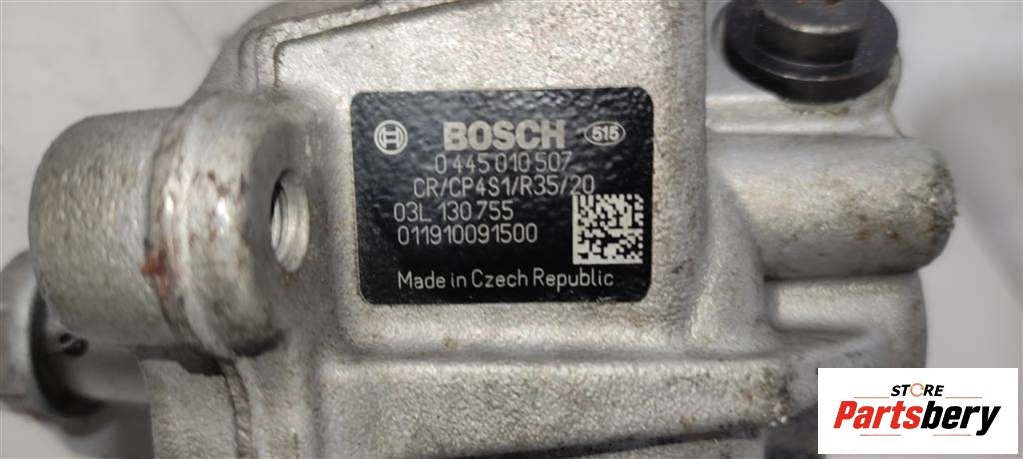 BOSCH 515
0 445 010 507
CR/CP4S1/R35/20
03L 130 755
011910091500
Made in Czech Republic
STORE
Partsbery